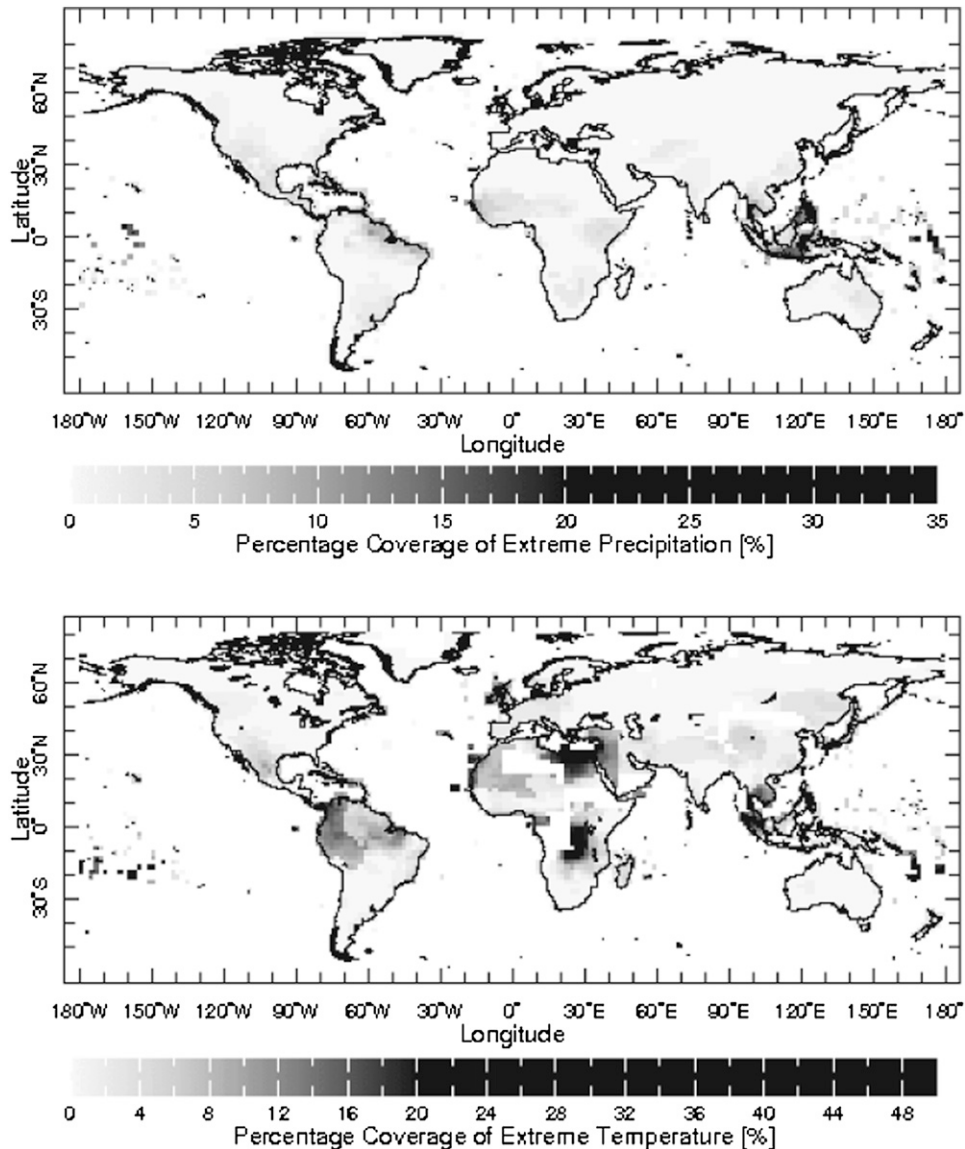 Latitude
60°N
30°N
0°
30°S
180°W 150°W 120°W 90°W 60°W 30°W 0° 30°E 60°E 90°E 120°E 150°E 180°
Longitude
0 5 10 15 20 25 30 35
Percentage Coverage of Extreme Precipitation [%]
Latitude
60°N
30°N
0°
30°S
180°W 150°W 120°W 90°W 60°W 30°W 0° 30°E 60°E 90°E 120°E 150°E 180°
Longitude
0 4 8 12 16 20 24 28 32 36 40 44 48
Percentage Coverage of Extreme Temperature [%]